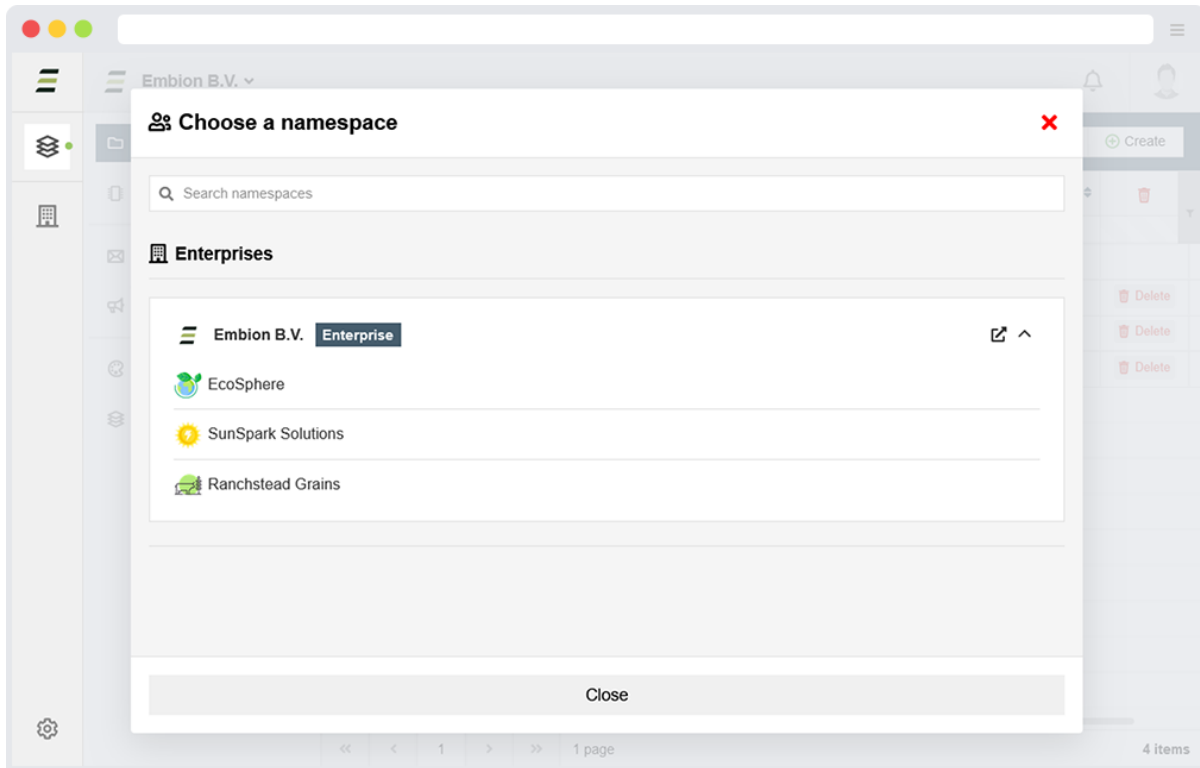 Embion B.V.
Choose a namespace
Create
Search namespaces
Enterprises
Embion B.V. Enterprise
Delete
EcoSphere
Delete
Delete
SunSpark Solutions
Ranchstead Grains
Close
1 1 page 4 items